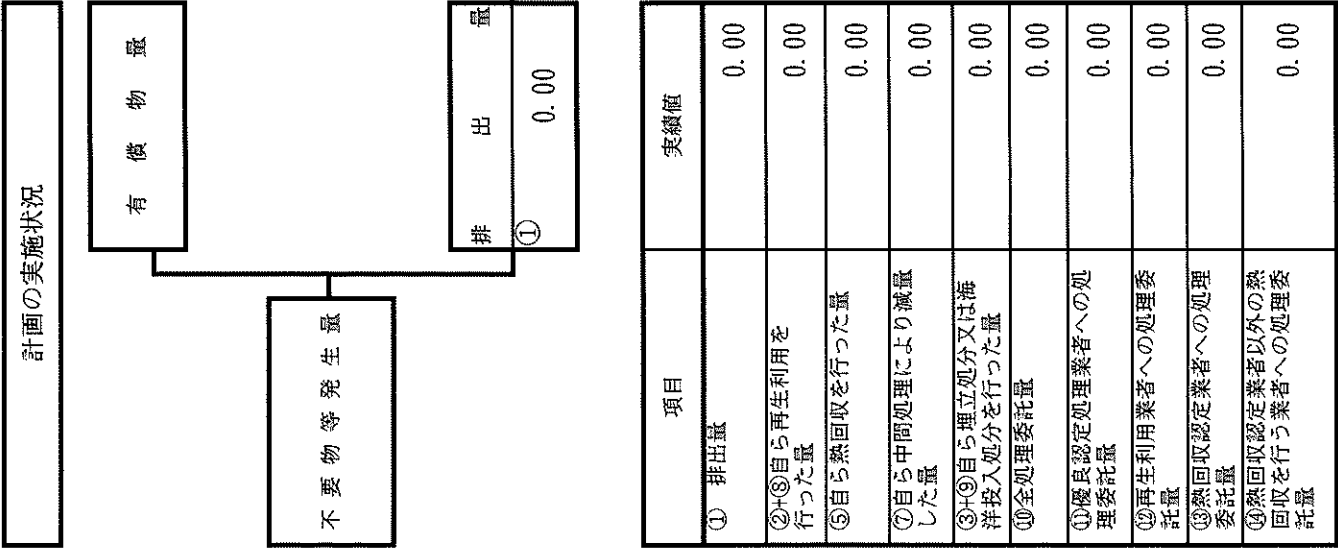 計画の実施状況
有償物量
不要物等発生量
排出量
①
0.00
項目
実績値
① 排出量
0.00
②+⑧自ら再生利用を
行った量
0.00
⑤自ら熱回収を行った量
0.00
⑦自ら中間処理により減量
した量
0.00
③+⑨自ら埋立処分又は海
洋投入処分を行った量
0.00
⑩全処理委託量
0.00
⑪優良認定処理業者への処
理委託量
0.00
⑫再生利用業者への処理委
託量
0.00
⑬熱回収認定業者への処理
委託量
0.00
⑭熱回収認定業者以外の熱
回収を行う業者への処理委
託量
0.00